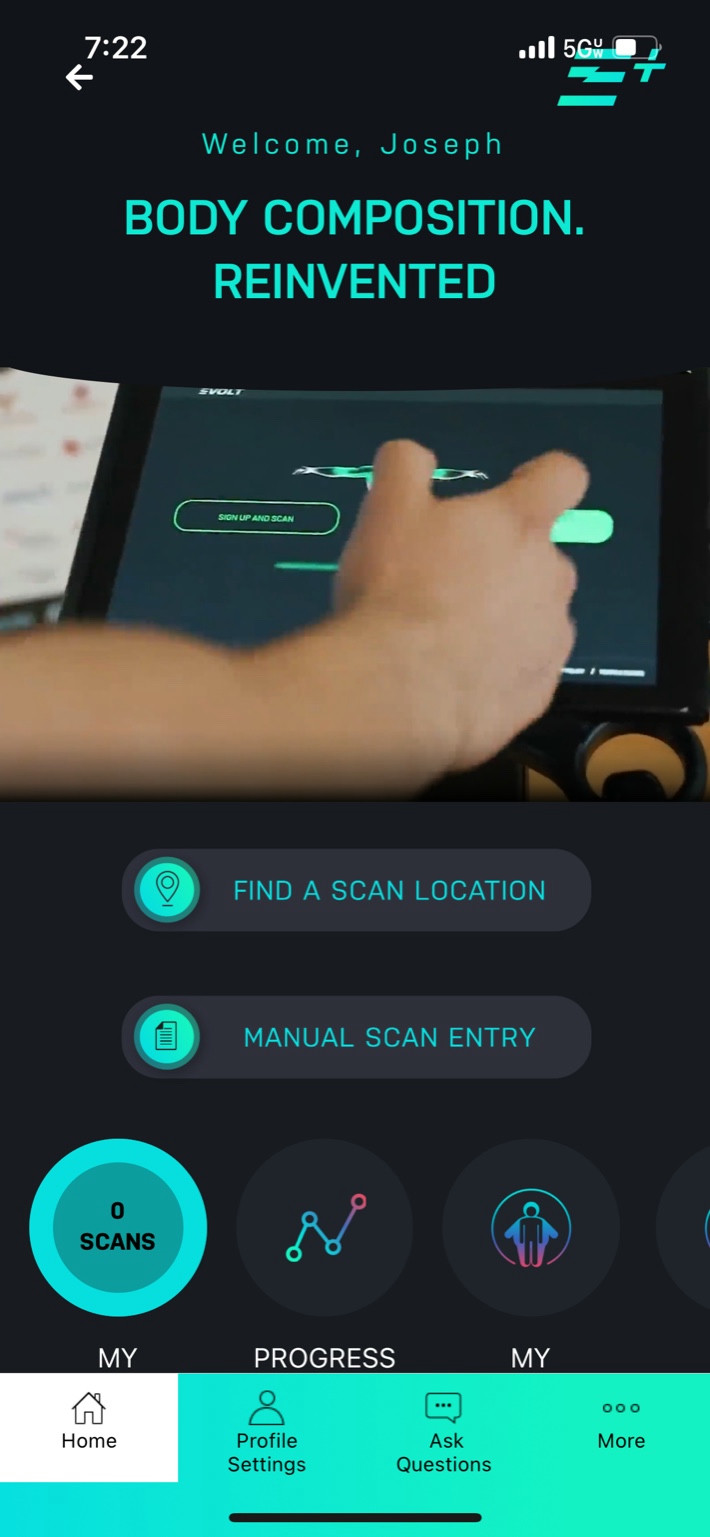 7:22
5G UW
Welcome, Joseph
BODY COMPOSITION.
REINVENTED
EVOLT
SIGN UP AND SCAN
FIND A SCAN LOCATION
MANUAL SCAN ENTRY
0
SCANS
MY
PROGRESS
MY
Home
Profile
Settings
Ask
Questions
More